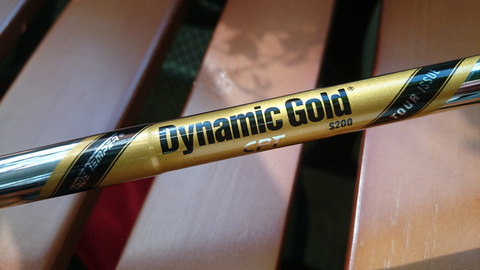 Dynamic Gold®
S200
CPT
TOUR ISSUE